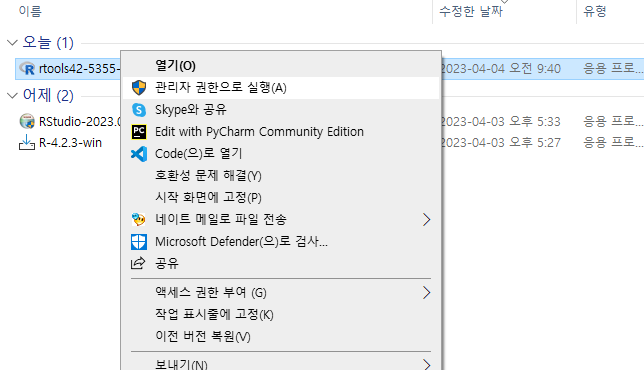 이름 수정한 날짜 유형
오늘 (1)
rtools42-5355- 2023-04-04 오전 9:40 응용 프로...
어제 (2)
RStudio-2023.0 2023-04-03 오후 5:33 응용 프로...
R-4.2.3-win 2023-04-03 오후 5:27 응용 프로...
열기(O)
관리자 권한으로 실행(A)
Skype와 공유
Edit with PyCharm Community Edition
Code(으)로 열기
호환성 문제 해결(Y)
시작 화면에 고정(P)
네이트 메일로 파일 전송
Microsoft Defender(으)로 검사...
공유
액세스 권한 부여 (G)
작업 표시줄에 고정(K)
이전 버전 복원(V)
보내기(N)